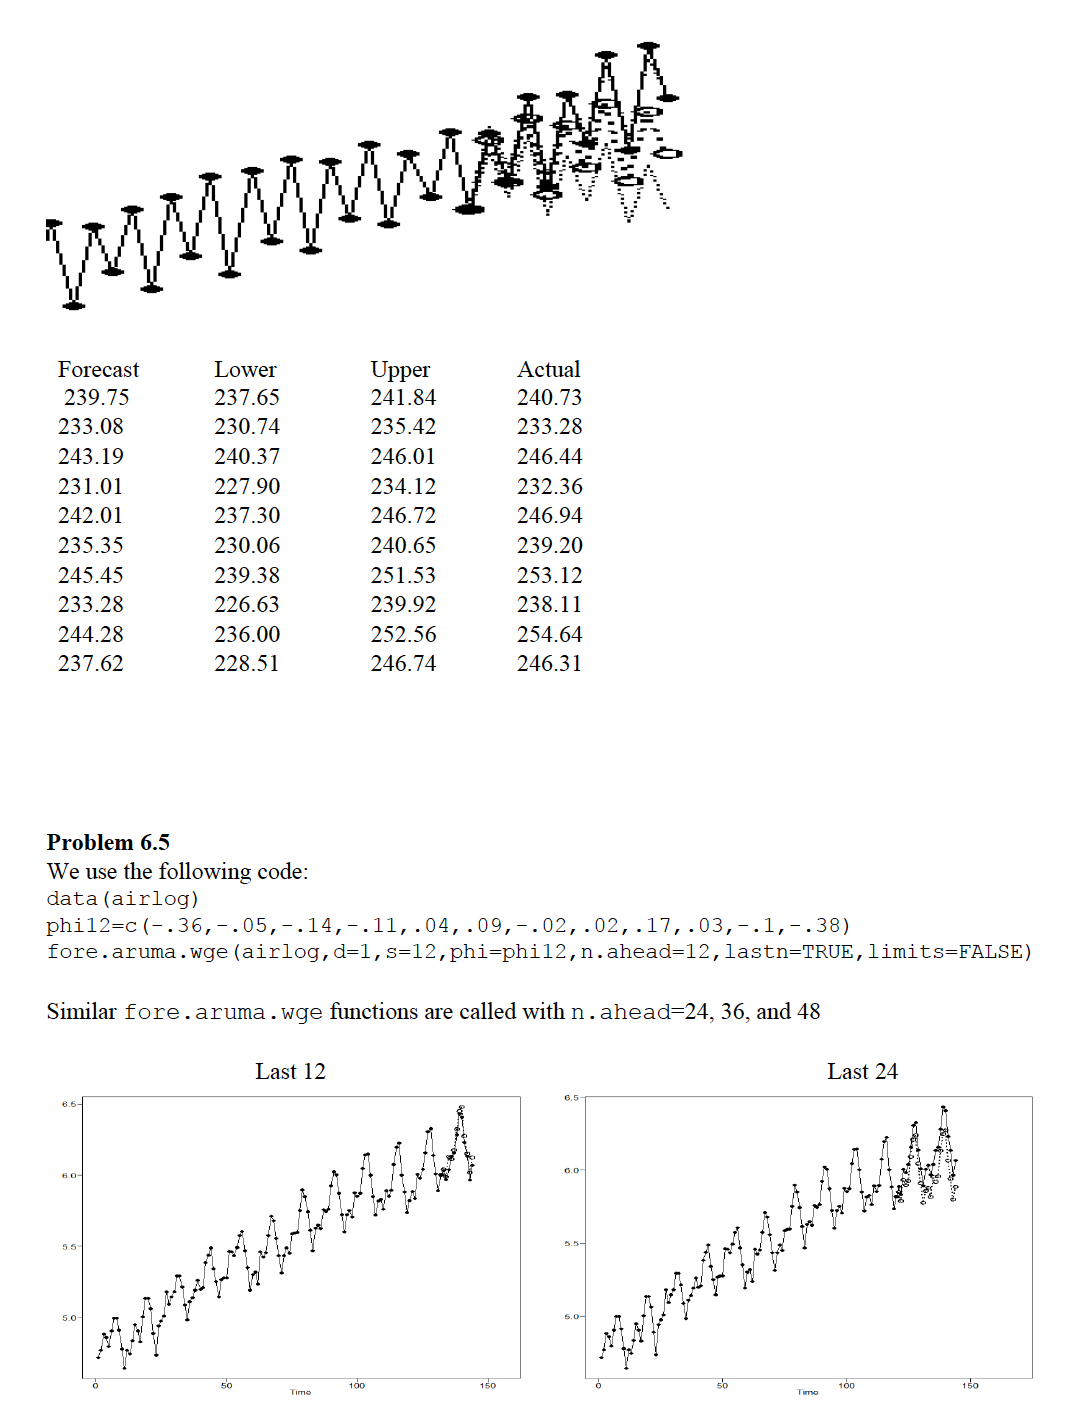 Forecast Lower Upper Actual
239.75 237.65 241.84 240.73
233.08 230.74 235.42 233.28
243.19 240.37 246.01 246.44
231.01 227.90 234.12 232.36
242.01 237.30 246.72 246.94
235.35 230.06 240.65 239.20
245.45 239.38 251.53 253.12
233.28 226.63 239.92 238.11
244.28 236.00 252.56 254.64
237.62 228.51 246.74 246.31
Problem 6.5
We use the following code:
data(airlog)
phi12=c(-.36,-.05,-.14,-.11,.04,.09,-.02,.02,.17,.03,-.1,-.38)
fore.aruma.wge(airlog,d=1,s=12,phi=phi12,n.ahead=12,lastn=TRUE,limits=FALSE)
Similar fore.aruma.wge functions are called with n.ahead=24, 36, and 48
Last 12
6.5
6.0
5.5
5.0
0 50 100 150
Time
Last 24
6.5
6.0
5.5
5.0
0 50 100 150
Time